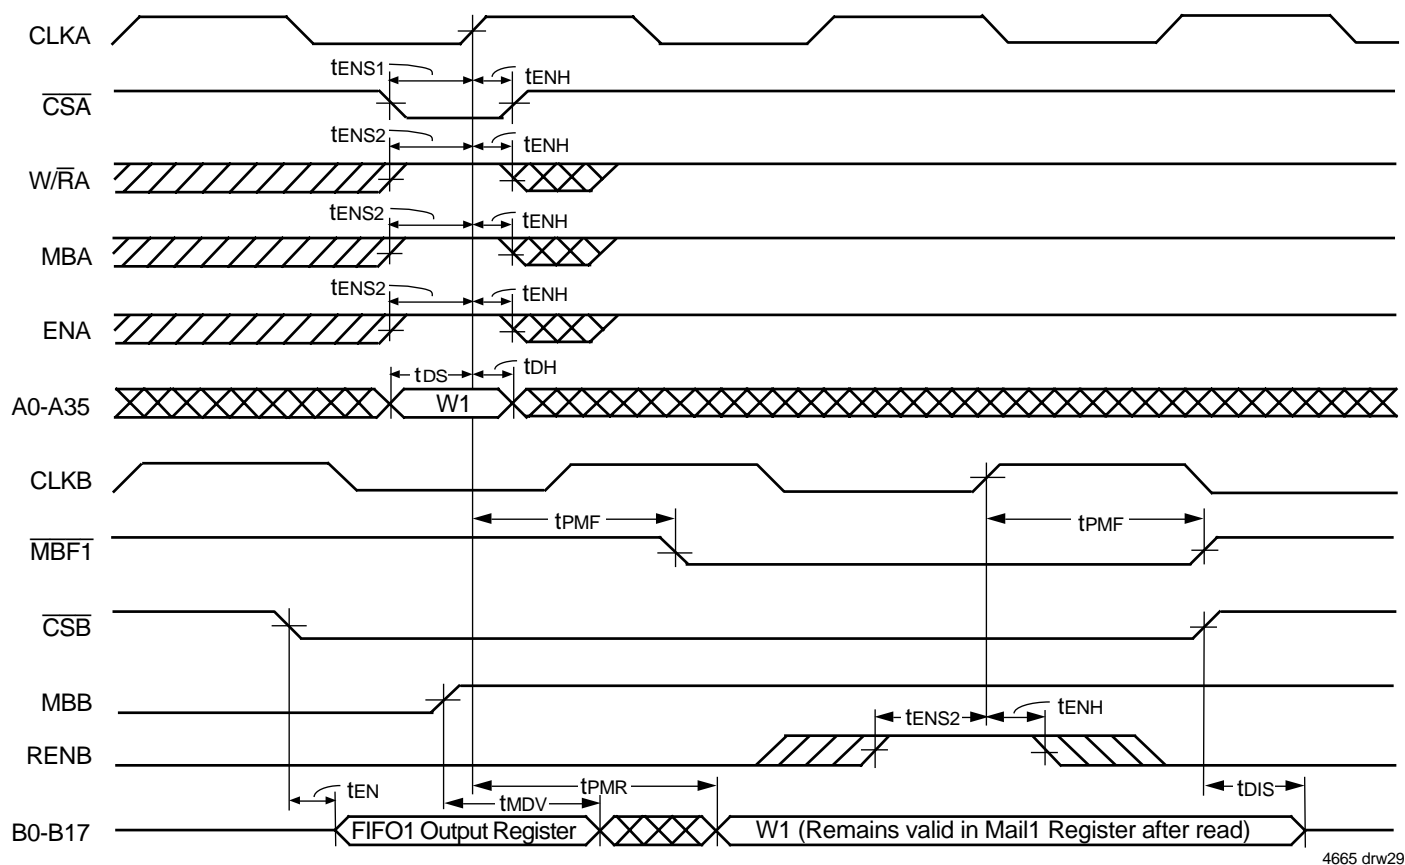 CLKA
tENS1 tENH
CSA
tENS2 tENH
W/RA
tENS2 tENH
MBA
tENS2 tENH
ENA
tDS tDH
A0-A35 W1
CLKB
tPMF tPMF
MBF1
CSB
MBB
tENS2 tENH
RENB
tEN tMDV tPMR tDIS
B0-B17 FIFO1 Output Register W1 (Remains valid in Mail1 Register after read)
4665 drw29